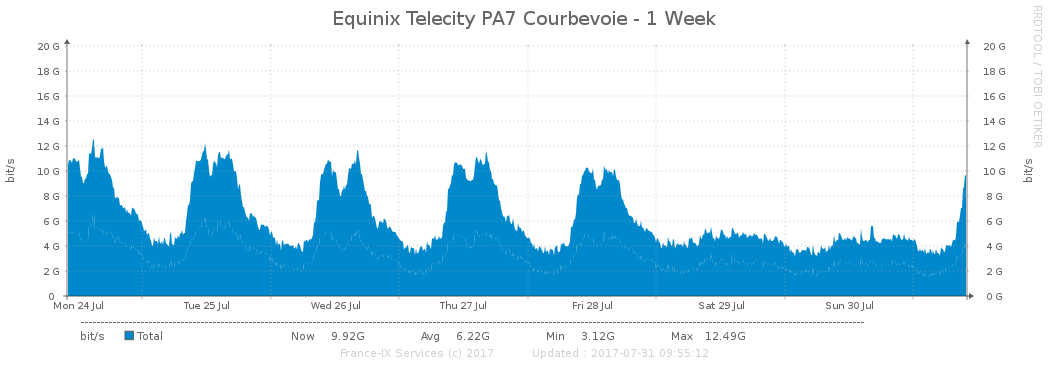 Equinix Telecity PA7 Courbevoie - 1 Week
RRDTOOL / TOBI OETIKER
bit/s
20 G
18 G
16 G
14 G
12 G
10 G
8 G
6 G
4 G
2 G
0
20 G
18 G
16 G
14 G
12 G
10 G
8 G
6 G
4 G
2 G
0 G
bit/s
Mon 24 Jul Tue 25 Jul Wed 26 Jul Thu 27 Jul Fri 28 Jul Sat 29 Jul Sun 30 Jul
bit/s Total Now 9.92G Avg 6.22G Min 3.12G Max 12.49G
France-IX Services (c) 2017 Updated : 2017-07-31 09:55:12